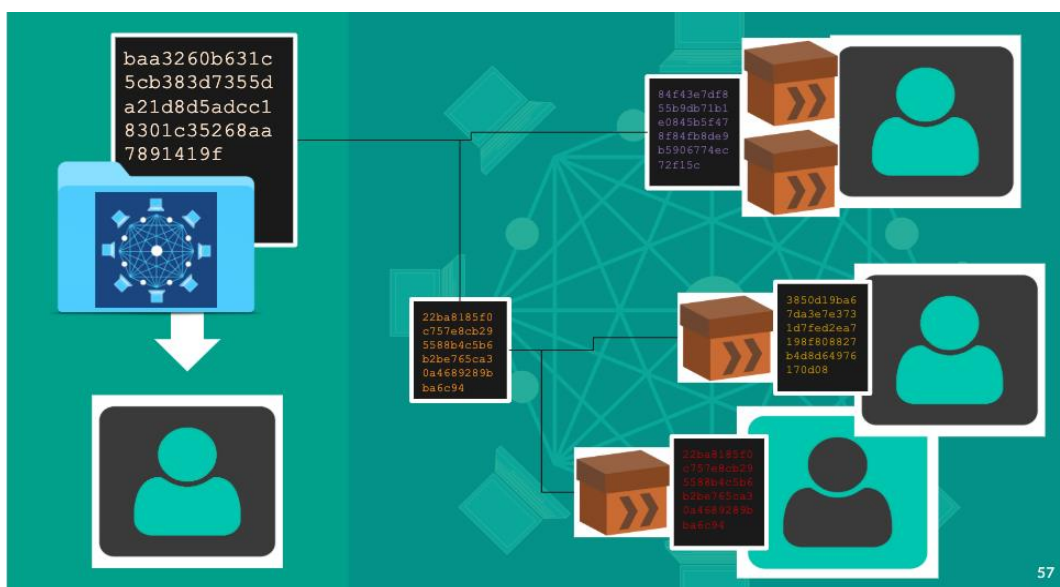 baa3260b631c
5cb383d7355d
a21d8d5adcc1
8301c35268aa
7891419f
84f43e7df8
55b9db71b1
e0845b5f47
8f84fb8de9
b5906774ec
72f15c
22ba8185f0
c757e8cb29
5588b4c5b6
b2be765ca3
0a4689289b
ba6c94
3850d19ba6
7da3e7e373
1d7fed2ea7
198f808827
b4d8d64976
170d08
22ba8185f0
c757e8cb29
5588b4c5b6
b2be765ca3
0a4689289b
ba6c94
57